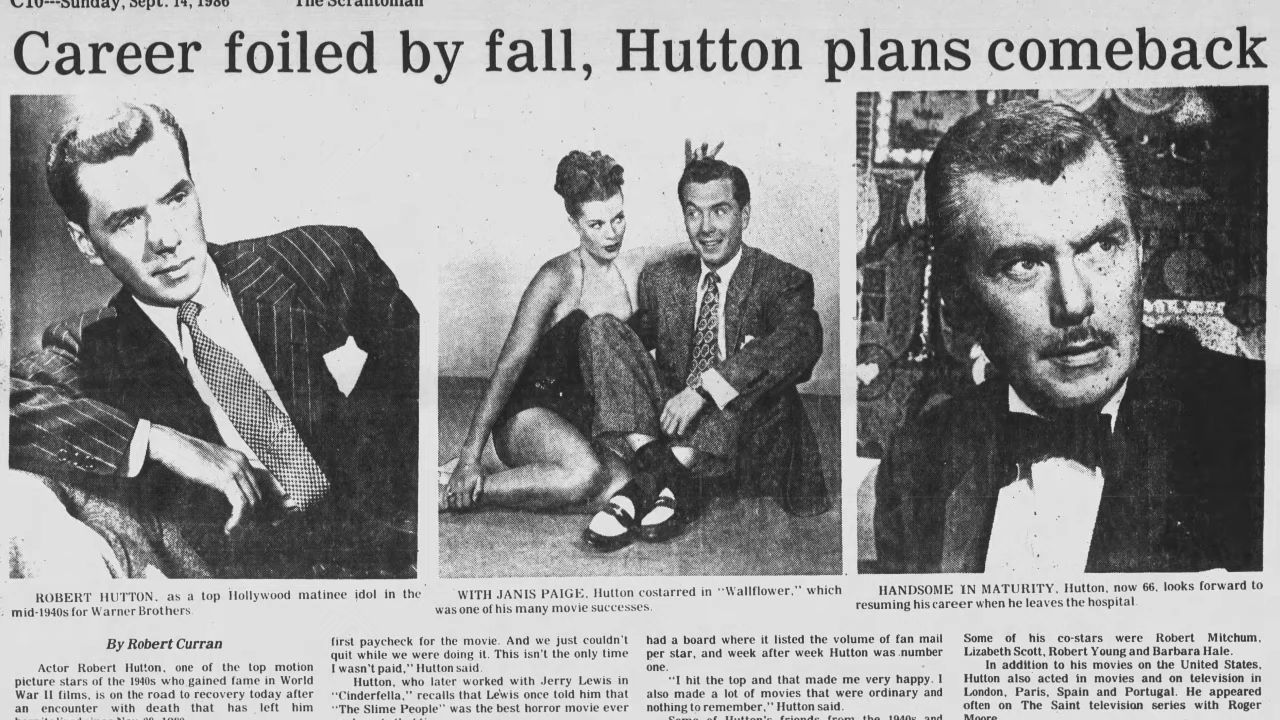 C10---Sunday, Sept. 14, 1986 The Scrantonian
Career foiled by fall, Hutton plans comeback
ROBERT HUTTON, as a top Hollywood matinee idol in the
mid-1940s for Warner Brothers.
WITH JANIS PAIGE, Hutton costarred in "Wallflower," which
was one of his many movie successes.
HANDSOME IN MATURITY, Hutton, now 66, looks forward to
resuming his career when he leaves the hospital.
By Robert Curran
Actor Robert Hutton, one of the top motion
picture stars of the 1940s who gained fame in World
War II films, is on the road to recovery today after
an encounter with death that has left him
first paycheck for the movie. And we just couldn't
quit while we were doing it. This isn't the only time
I wasn't paid," Hutton said.
Hutton, who later worked with Jerry Lewis in
"Cinderfella," recalls that Lewis once told him that
"The Slime People" was the best horror movie ever
had a board where it listed the volume of fan mail
per star, and week after week Hutton was number
one.
"I hit the top and that made me very happy. I
also made a lot of movies that were ordinary and
nothing to remember," Hutton said.
Some of Hutton's friends from the 1940s and
Some of his co-stars were Robert Mitchum,
Lizabeth Scott, Robert Young and Barbara Hale.
In addition to his movies on the United States,
Hutton also acted in movies and on television in
London, Paris, Spain and Portugal. He appeared
often on The Saint television series with Roger
Moore.